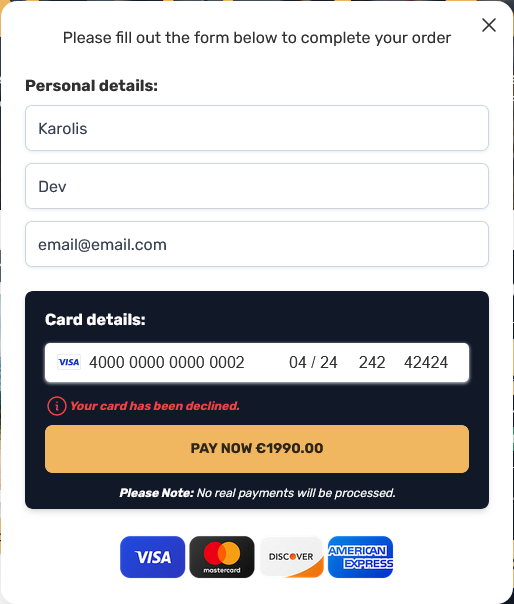 Please fill out the form below to complete your order
Personal details:
Karolis
Dev
email@email.com
Card details:
VISA 4000 0000 0000 0002 04 / 24 242 42424
Your card has been declined.
PAY NOW €1990.00
Please Note: No real payments will be processed.
VISA mastercard DISCOVER AMERICAN EXPRESS